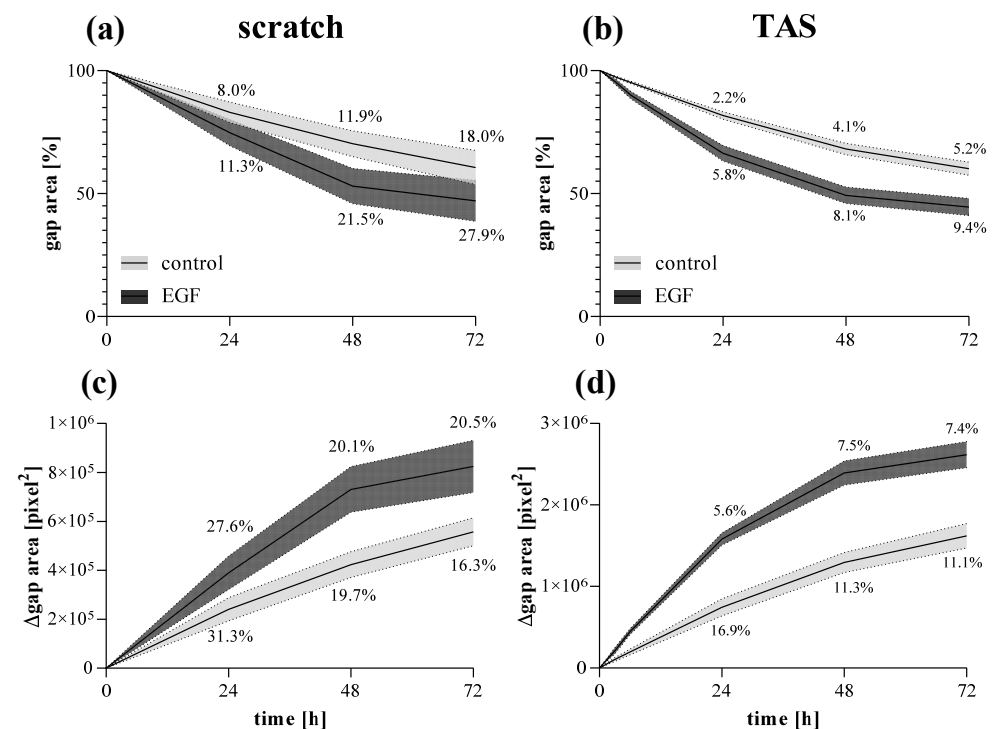 (a) scratch
100
50
0
gap area [%]
8.0%
11.9%
18.0%
11.3%
21.5%
27.9%
control
EGF
0 24 48 72
(b) TAS
100
50
0
gap area [%]
2.2%
4.1%
5.2%
5.8%
8.1%
9.4%
control
EGF
0 24 48 72
(c)
1×10⁶
8×10⁵
6×10⁵
4×10⁵
2×10⁵
0
Δgap area [pixel²]
20.5%
20.1%
27.6%
16.3%
19.7%
31.3%
0 24 48 72
time [h]
(d)
3×10⁶
2×10⁶
1×10⁶
0
Δgap area [pixel²]
7.4%
7.5%
5.6%
11.1%
11.3%
16.9%
0 24 48 72
time [h]